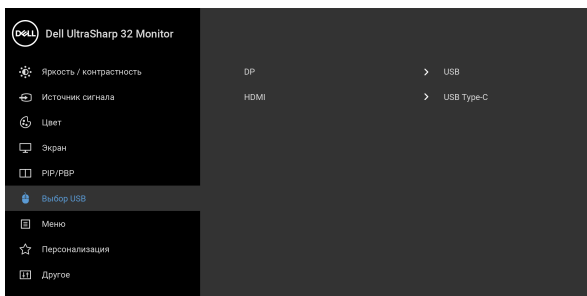 DELL Dell UltraSharp 32 Monitor
Яркость / контрастность DP USB
Источник сигнала HDMI USB Type-C
Цвет
Экран
PIP/PBP
Выбор USB
Меню
Персонализация
Другое